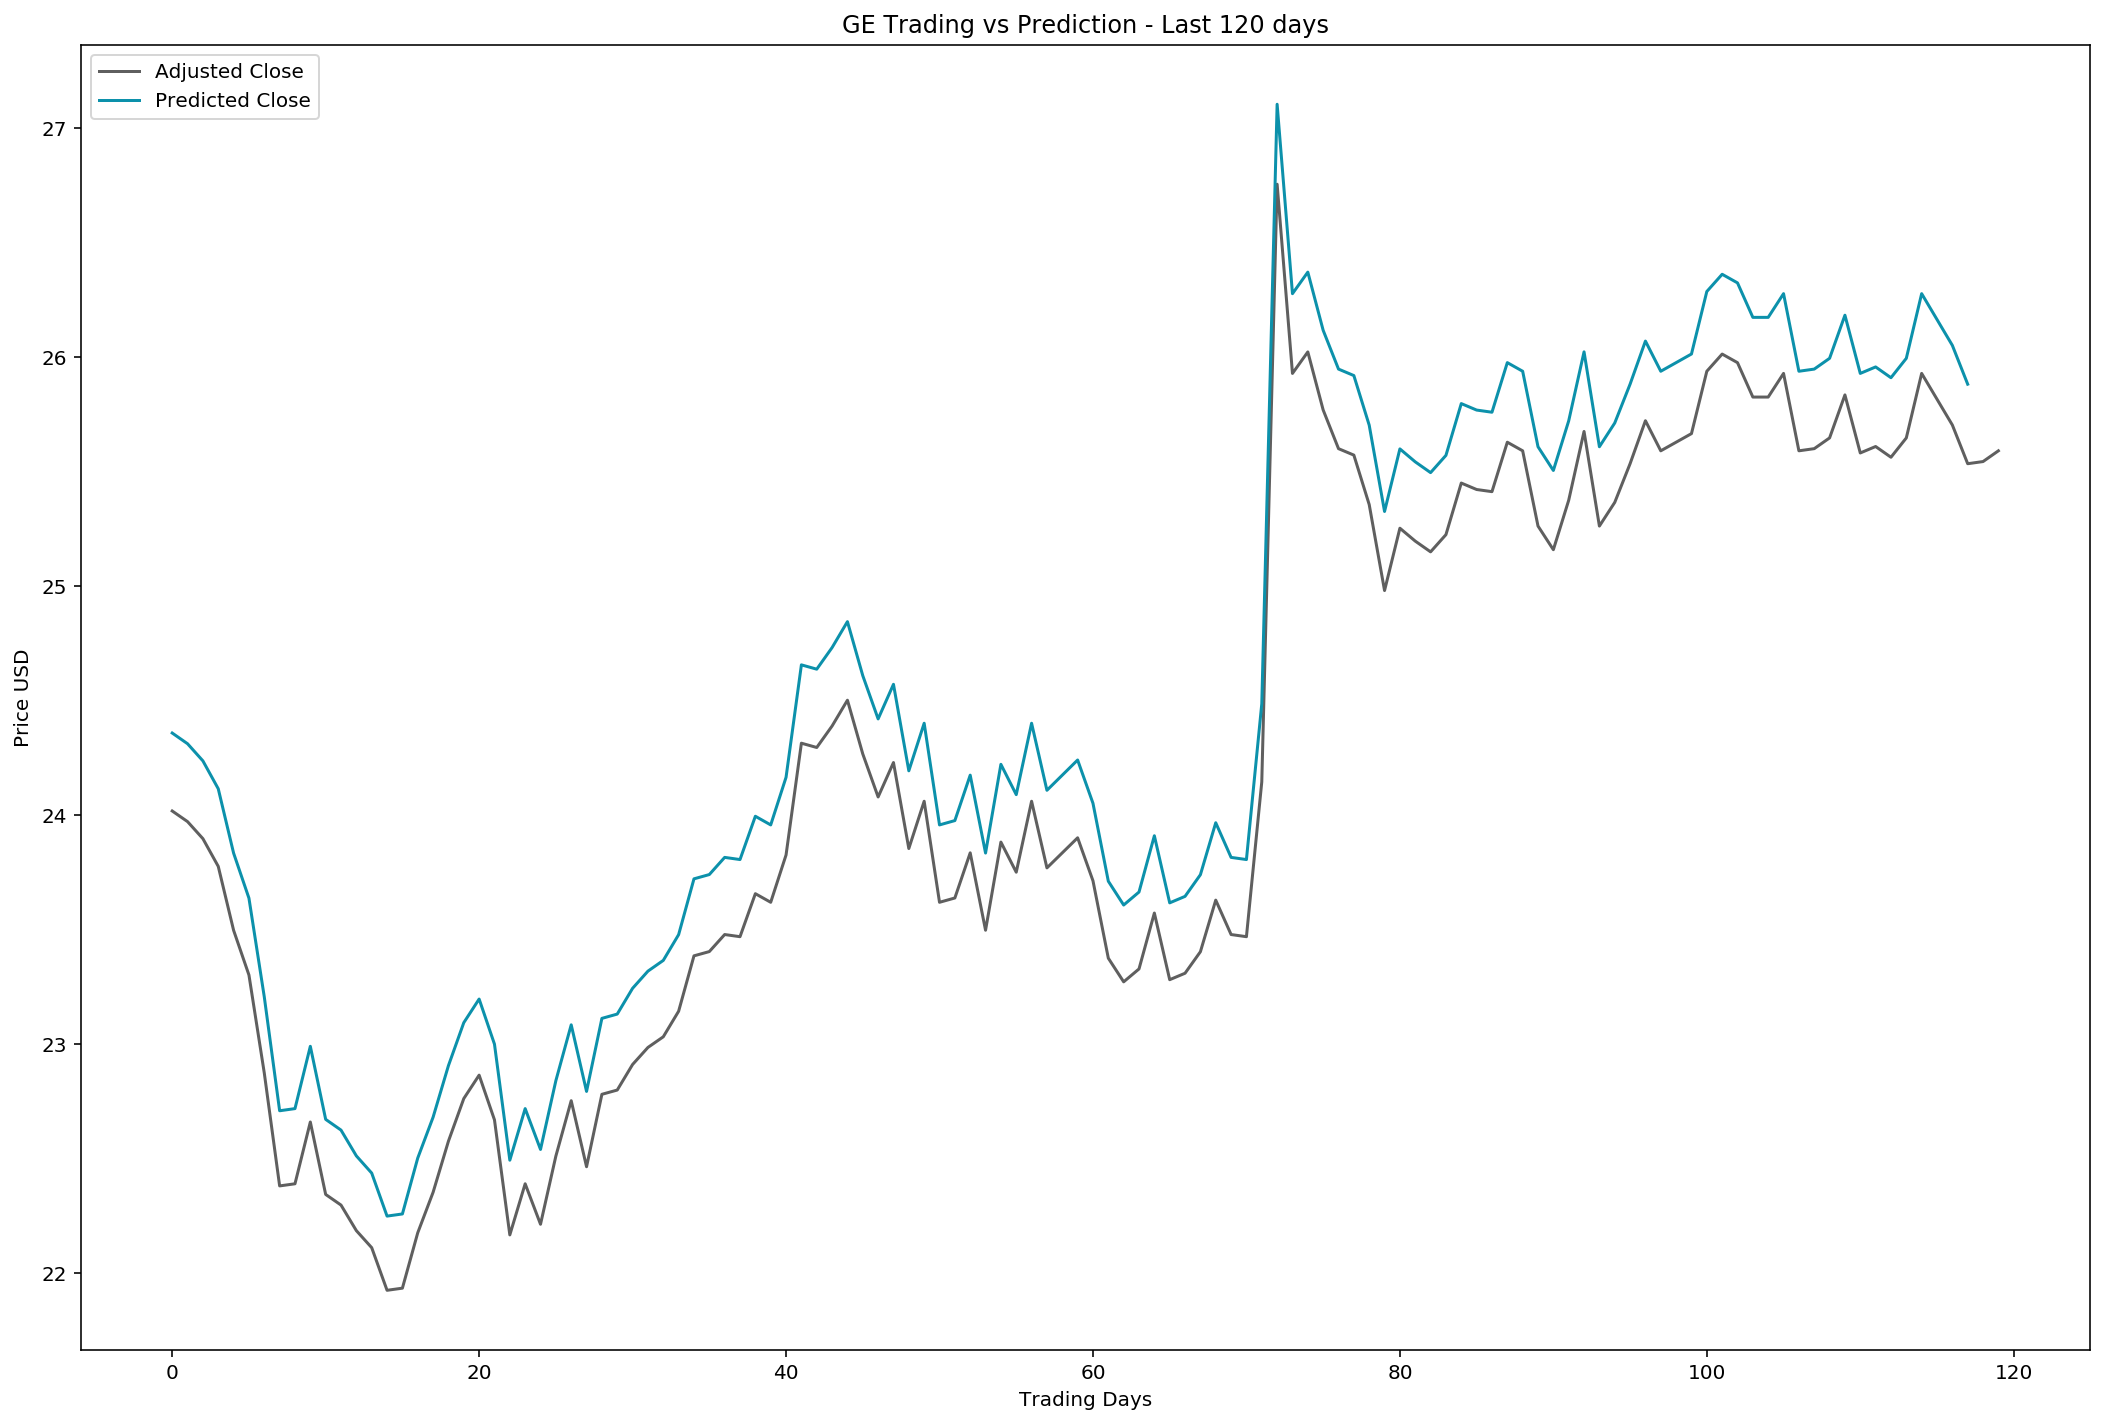 GE Trading vs Prediction - Last 120 days
Adjusted Close
Predicted Close
27
26
25
24
23
22
Price USD
0 20 40 60 80 100 120
Trading Days